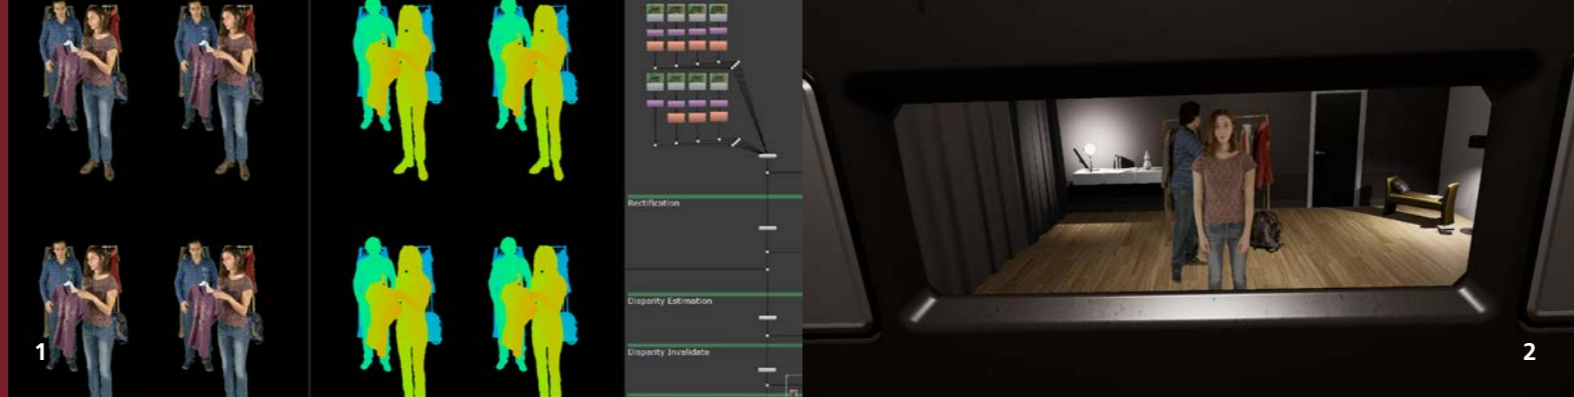 1
Rectification
Disparity Estimation
Disparity Invalidate
2